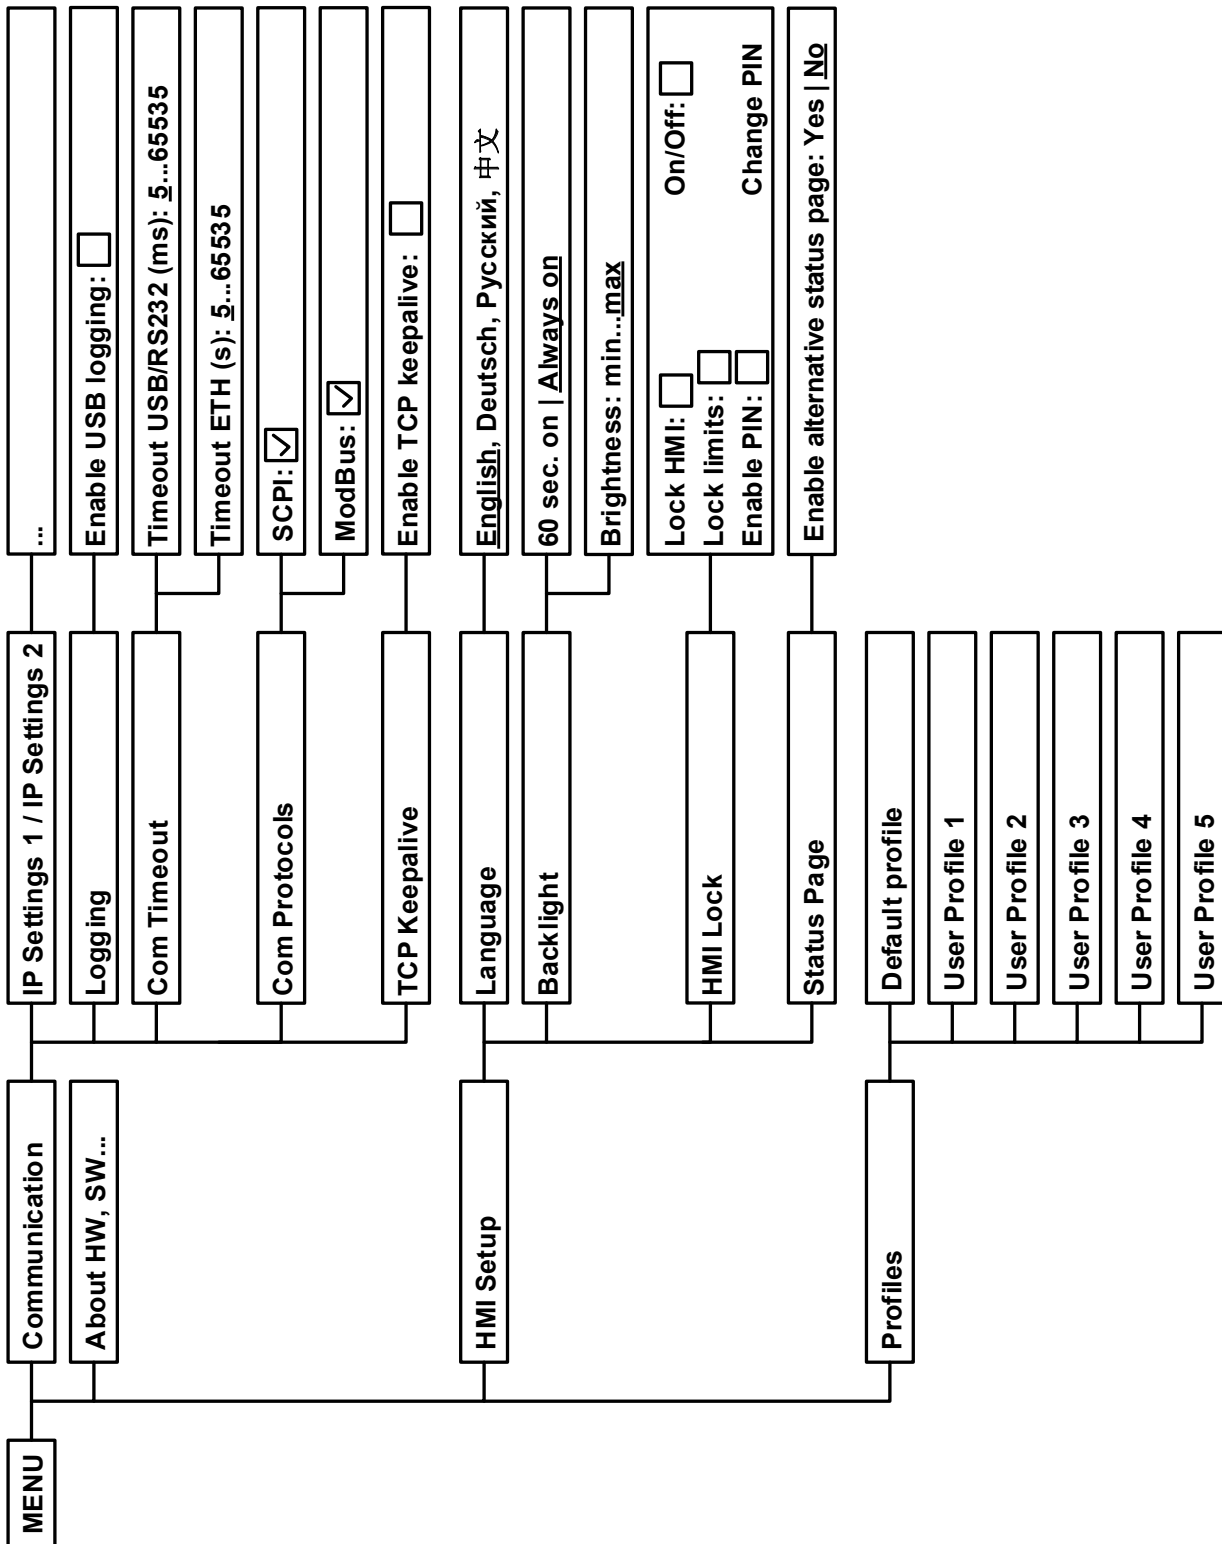 MENU
Communication
IP Settings 1 / IP Settings 2
...
Logging
Enable USB logging:
Com Timeout
Timeout USB/RS232 (ms): 5...65535
Timeout ETH (s): 5...65535
Com Protocols
SCPI:
ModBus:
TCP Keepalive
Enable TCP keepalive:
About HW, SW...
HMI Setup
Language
English, Deutsch, Русский, 中文
Backlight
60 sec. on | Always on
Brightness: min...max
HMI Lock
Lock HMI: On/Off:
Lock limits:
Enable PIN: Change PIN
Status Page
Enable alternative status page: Yes | No
Profiles
Default profile
User Profile 1
User Profile 2
User Profile 3
User Profile 4
User Profile 5